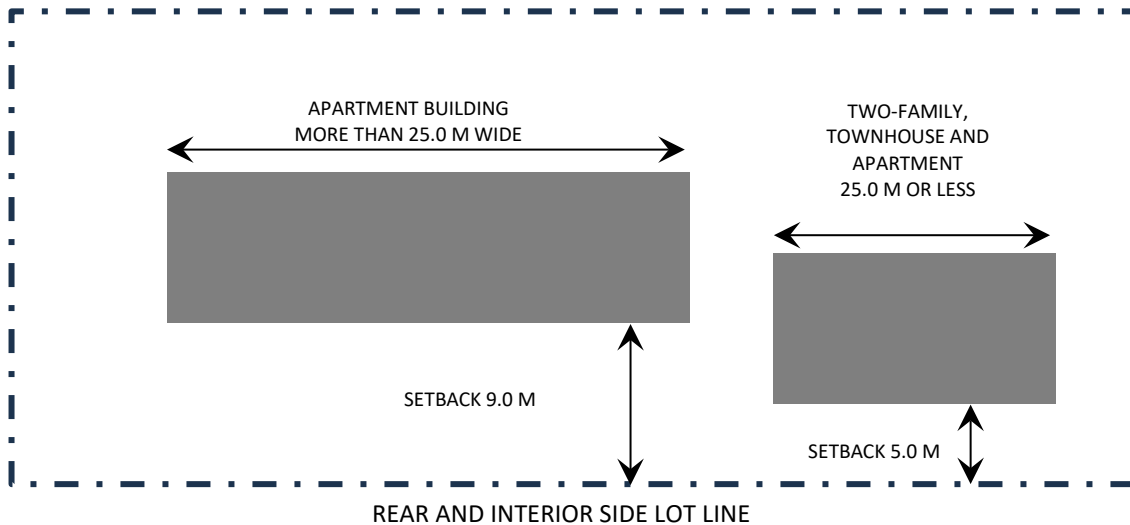 APARTMENT BUILDING
MORE THAN 25.0 M WIDE
TWO-FAMILY,
TOWNHOUSE AND
APARTMENT
25.0 M OR LESS
SETBACK 9.0 M
SETBACK 5.0 M
REAR AND INTERIOR SIDE LOT LINE